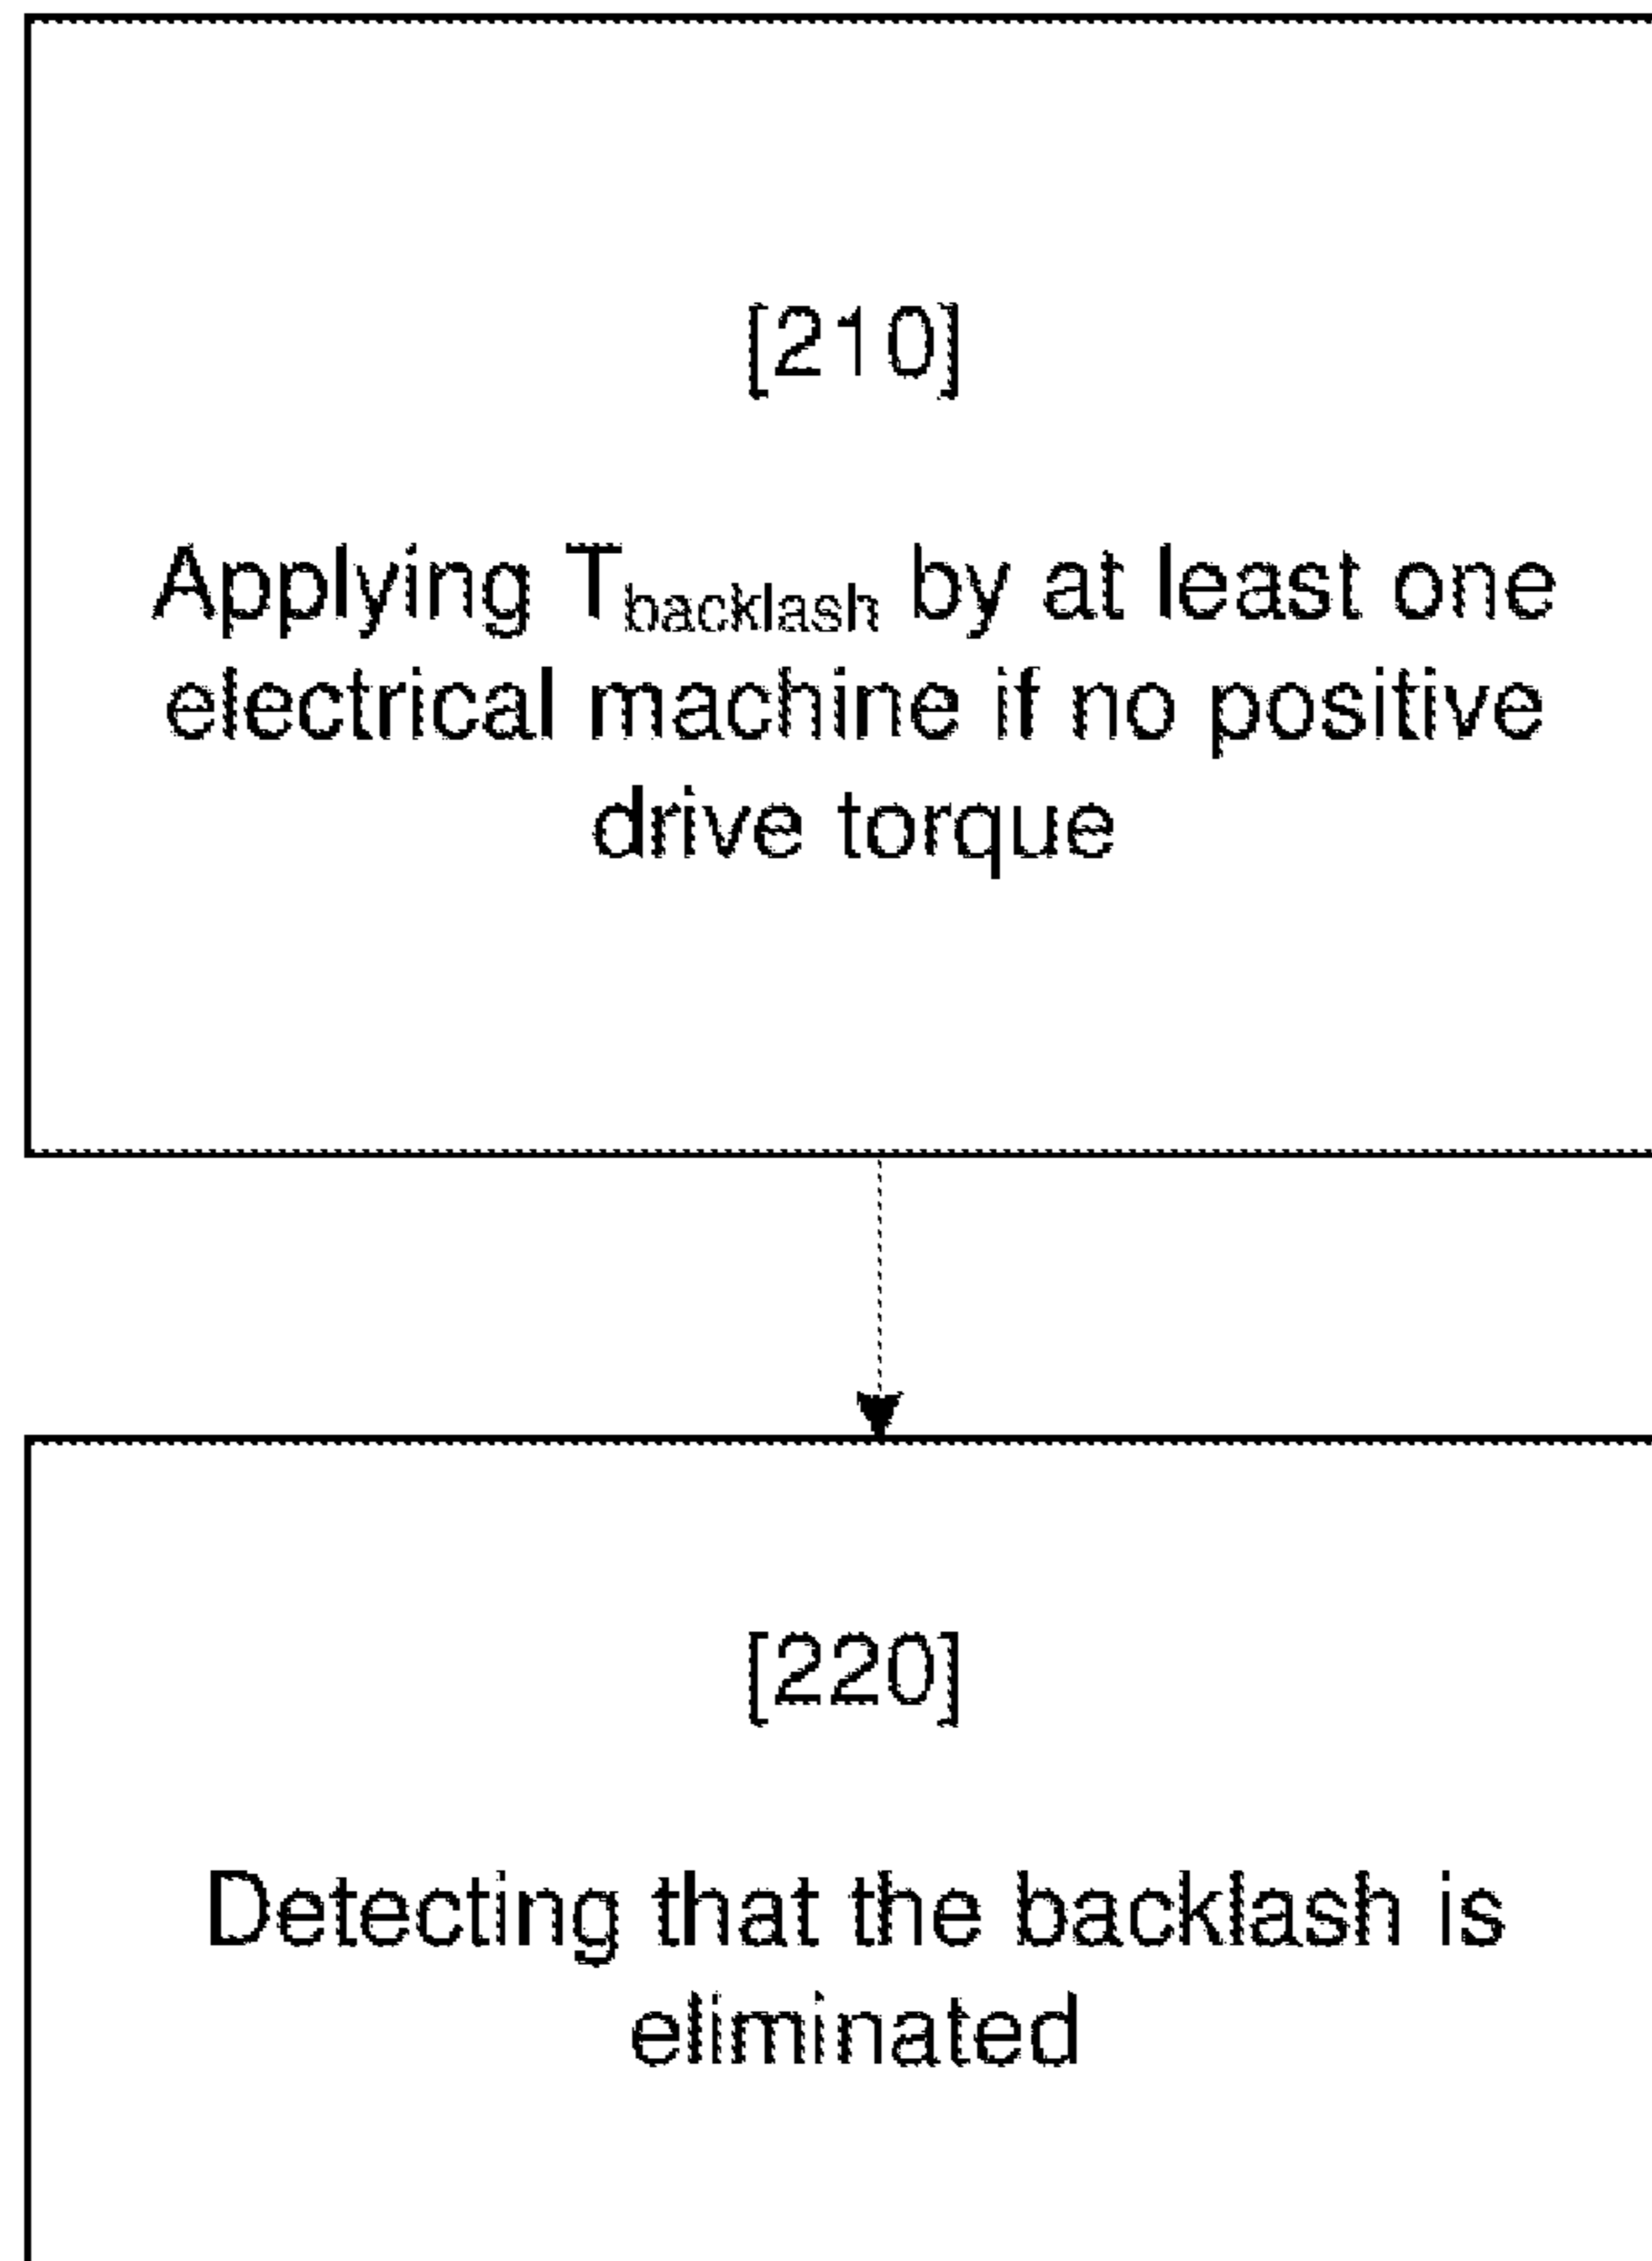 [210]
Applying Tbacklash by at least one
electrical machine if no positive
drive torque
[220]
Detecting that the backlash is
eliminated